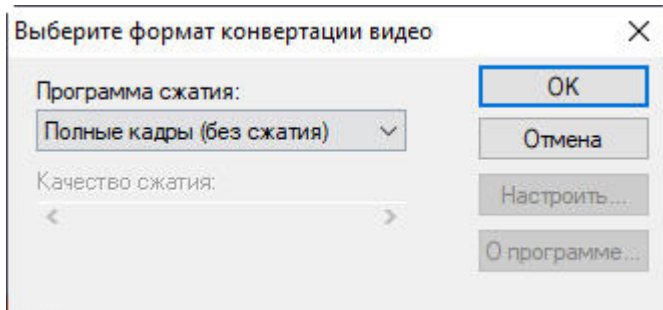 Выберите формат конвертации видео
Программа сжатия:
Полные кадры (без сжатия)
Качество сжатия:
OK
Отмена
Настроить...
О программе...